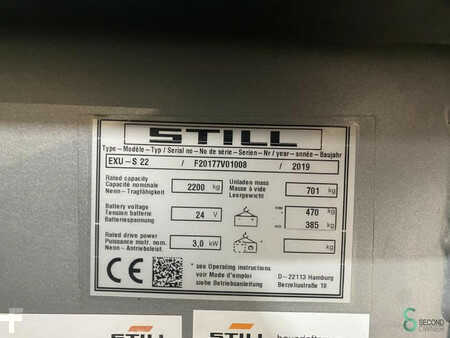 STILL
Type – Modèle – Typ / Serial no – No de série – Serien – Nr / year – année – Baujahr
EXU – S 22 / F20177V01008 / 2019
Rated capacity
Capacité nominale
Nenn – Tragfähigkeit
2200 kg
Unladen mass
Masse à vide
Leergewicht
701 kg
Battery voltage
Tension batterie
Batteriespannung
24 V
max 470 kg
min 385 kg
Rated drive power
Puissance motr. nom.
Nenn – Antriebsleist.
3,0 kW
kg
CE
* see Operating instructions
voir Mode d'emploi
siehe Betriebsanleitung
D – 22113 Hamburg
Berzeliusstraße 10
STILL
STILL
SECOND